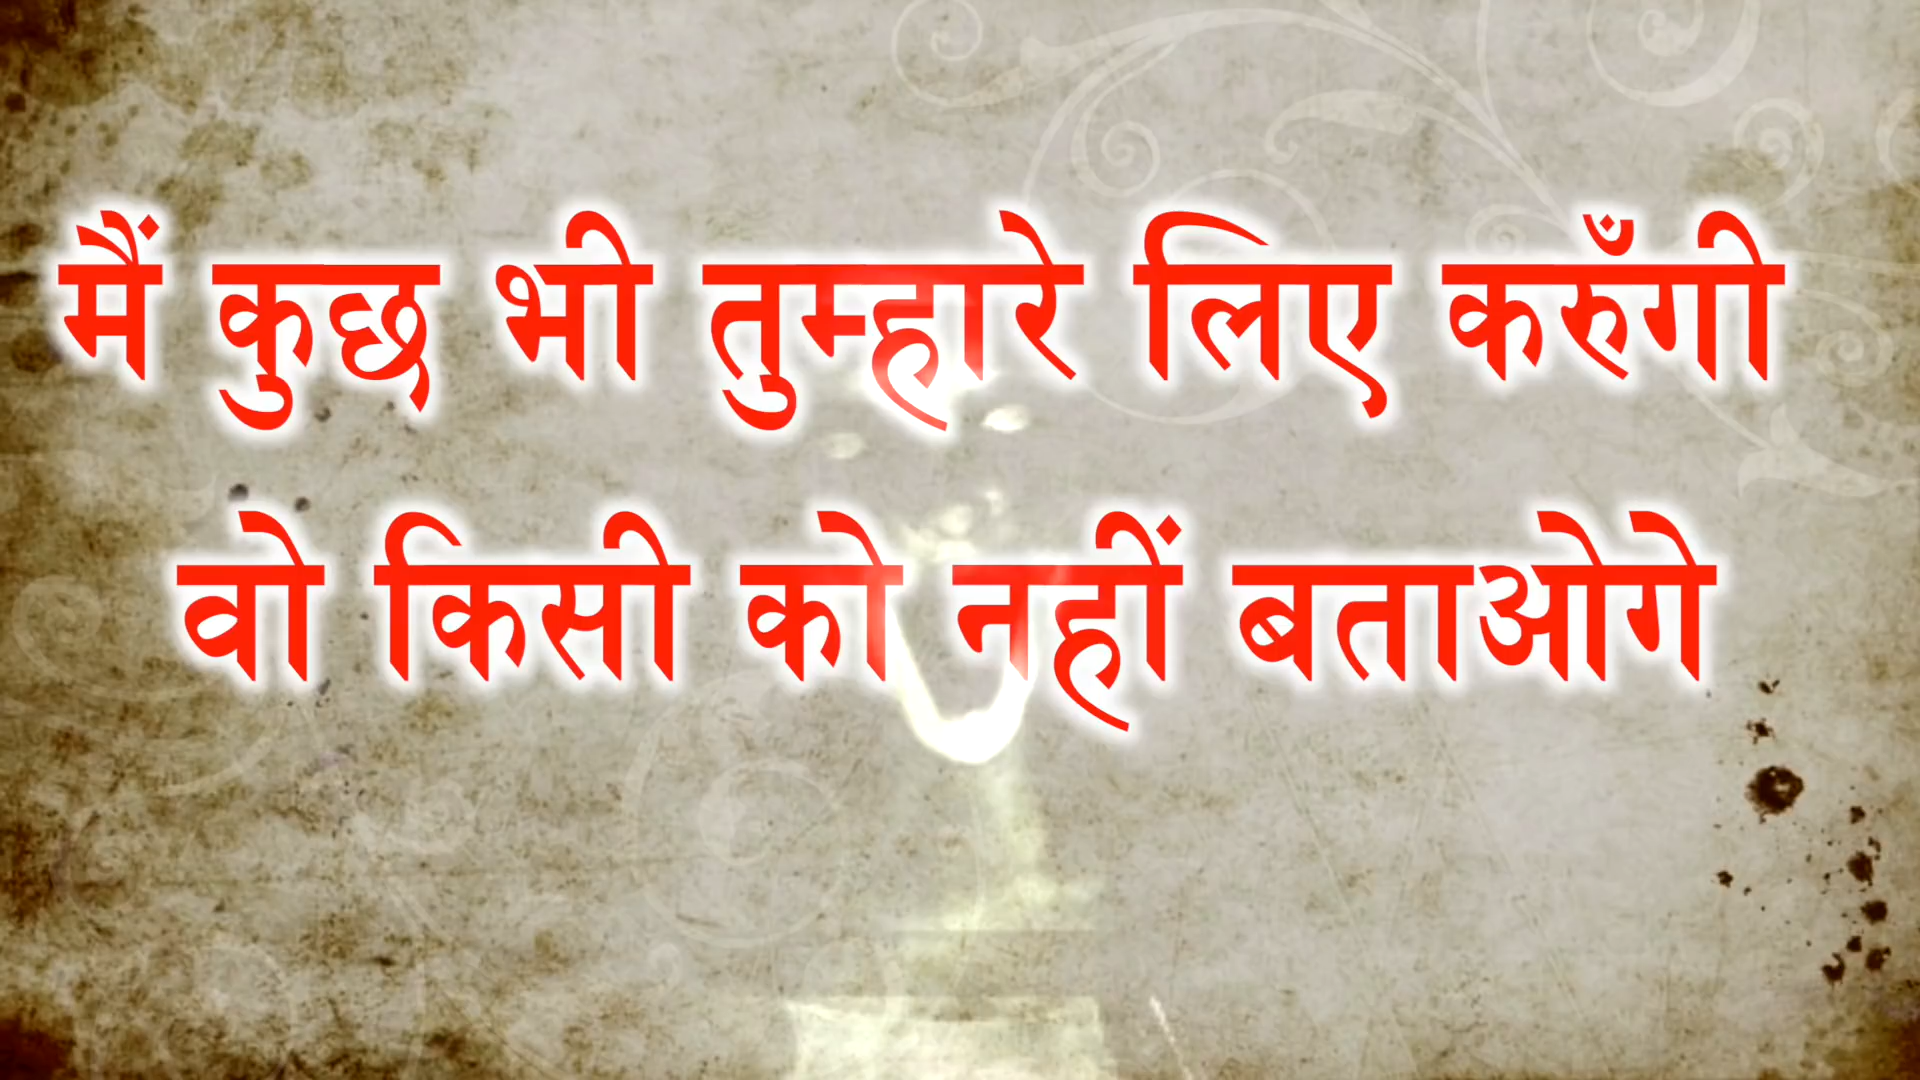 मैं कुछ भी तुम्हारे लिए करुँगी
वो किसी को नहीं बताओगे